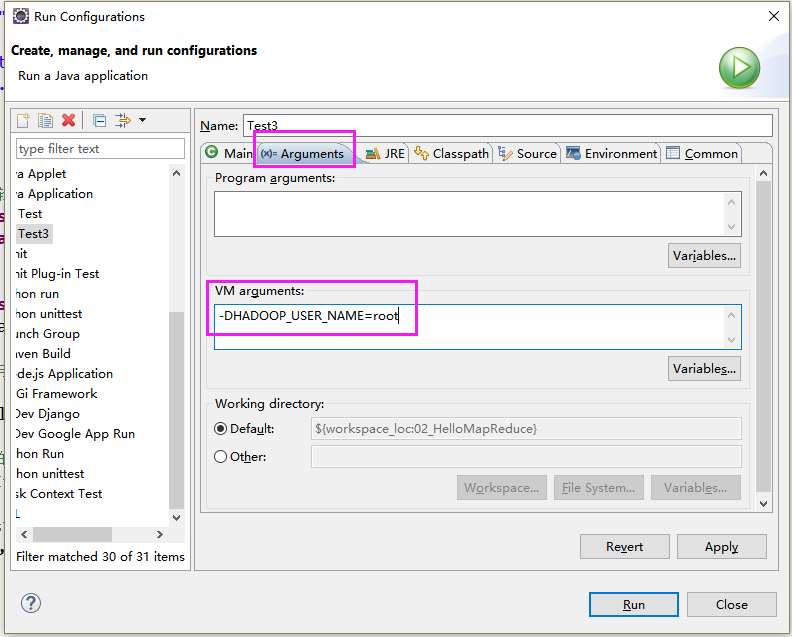 Run Configurations
Create, manage, and run configurations
Run a Java application
Name: Test3
type filter text
Main (x)= Arguments JRE Classpath Source Environment Common
va Applet
va Application
Test
Test3
nit
nit Plug-in Test
hon run
hon unittest
unch Group
aven Build
de.js Application
Gi Framework
Dev Django
Dev Google App Run
hon Run
hon unittest
sk Context Test
L
Filter matched 30 of 31 items
Program arguments:
Variables...
VM arguments:
-DHADOOP_USER_NAME=root
Variables...
Working directory:
Default: ${workspace_loc:02_HelloMapReduce}
Other:
Workspace... File System... Variables...
Revert Apply
Run Close